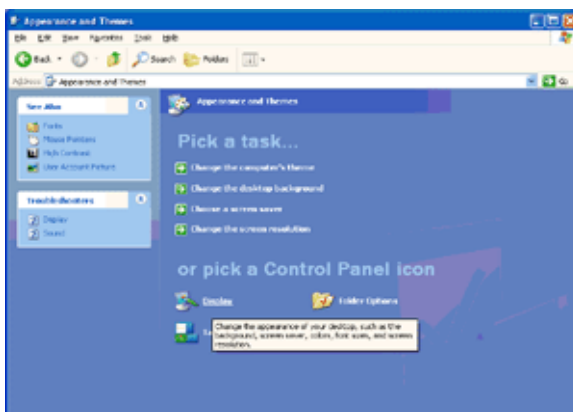 Appearance and Themes
File Edit View Favorites Tools Help
Back Search Folders
Address Appearance and Themes Go
See Also
Fonts
Mouse Pointers
High Contrast
User Account Picture
Troubleshooters
Display
Sound
Appearance and Themes
Pick a task...
Change the computer's theme
Change the desktop background
Choose a screen saver
Change the screen resolution
or pick a Control Panel icon
Display Folder Options
Change the appearance of your desktop, such as the
background, screen saver, colors, font sizes, and screen
resolution.